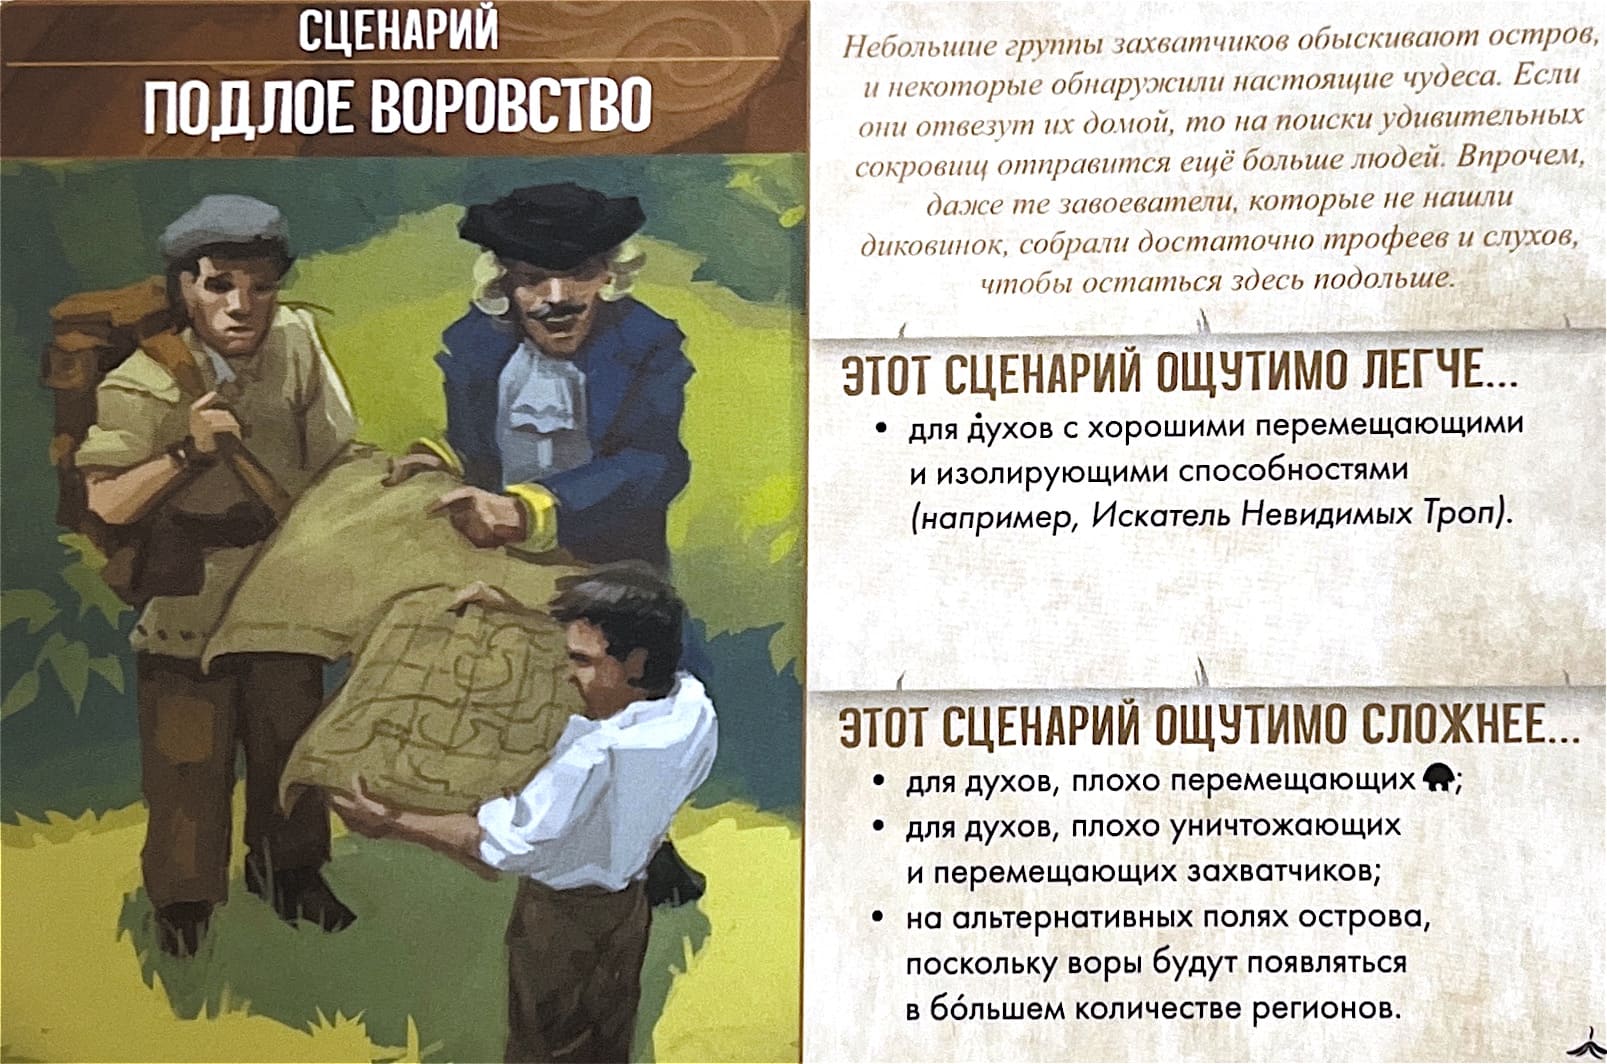 СЦЕНАРИЙ
ПОДЛОЕ ВОРОВСТВО
Небольшие группы захватчиков обыскивают остров,
и некоторые обнаружили настоящие чудеса. Если
они отвезут их домой, то на поиски удивительных
сокровищ отправится ещё больше людей. Впрочем,
даже те завоеватели, которые не нашли
диковинок, собрали достаточно трофеев и слухов,
чтобы остаться здесь подольше.
ЭТОТ СЦЕНАРИЙ ОЩУТИМО ЛЕГЧЕ...
• для духов с хорошими перемещающими
и изолирующими способностями
(например, Искатель Невидимых Троп).
ЭТОТ СЦЕНАРИЙ ОЩУТИМО СЛОЖНЕЕ...
• для духов, плохо перемещающих ;
• для духов, плохо уничтожающих
и перемещающих захватчиков;
• на альтернативных полях острова,
поскольку воры будут появляться
в бо́льшем количестве регионов.